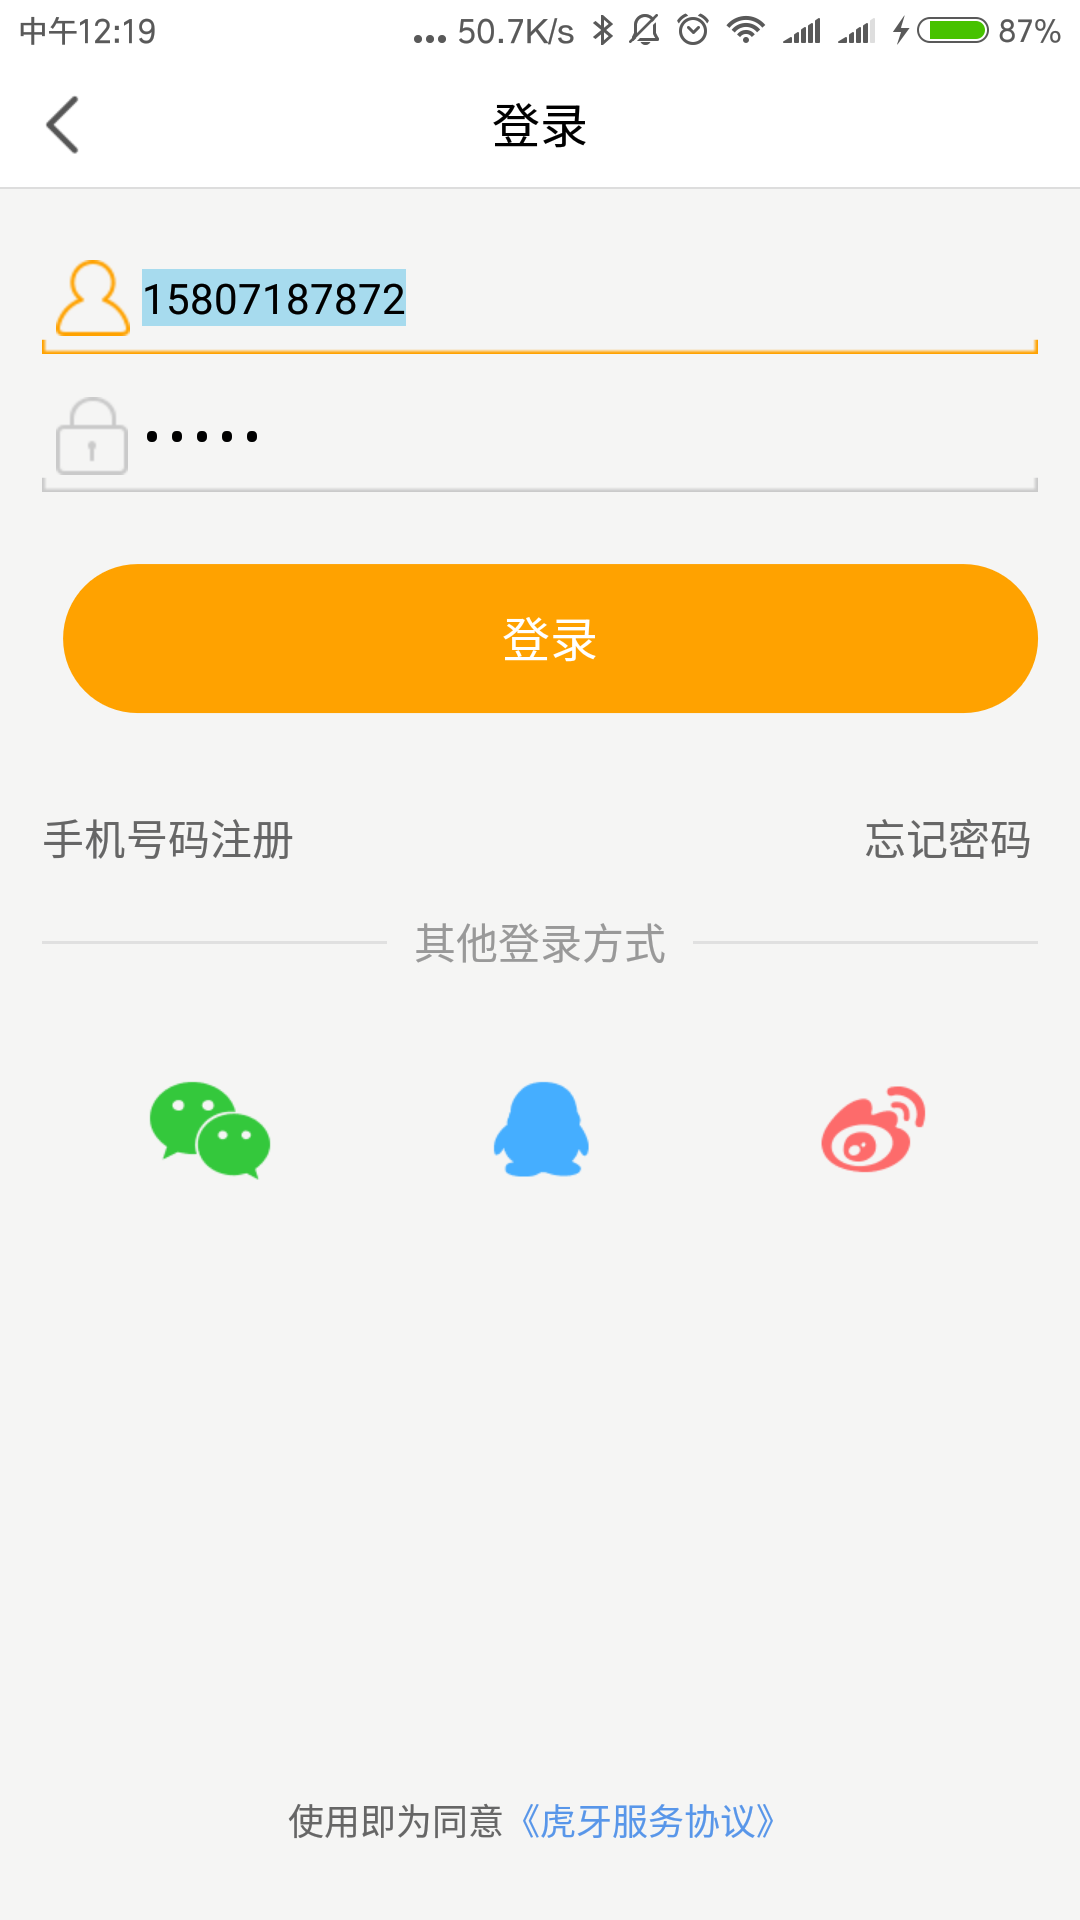 中午12:19 ... 50.7K/s 87%
登录
15807187872
•••••
登录
手机号码注册 忘记密码
其他登录方式
使用即为同意《虎牙服务协议》